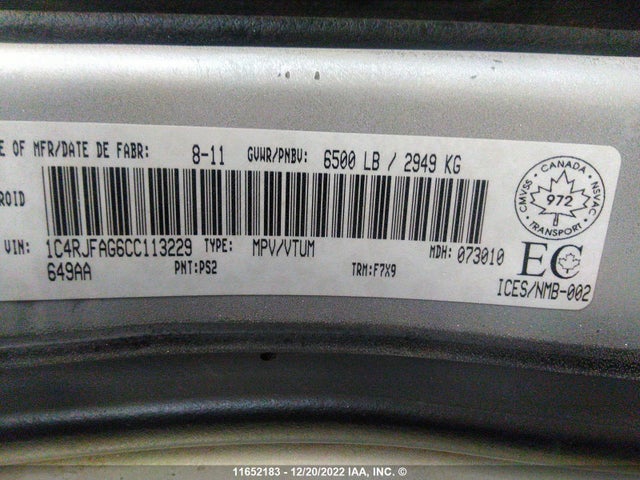 E OF MFR/DATE DE FABR: 8-11 GVWR/PNBV: 6500 LB / 2949 KG
ROID
VIN: 1C4RJFAG6CC113229 TYPE: MPV/VTUM MDH: 073010
649AA PNT:PS2 TRM:F7X9
CANADA
CMVSS NSVAC
972
TRANSPORT
EC
ICES/NMB-002
11652183 - 12/20/2022 IAA, INC. ©